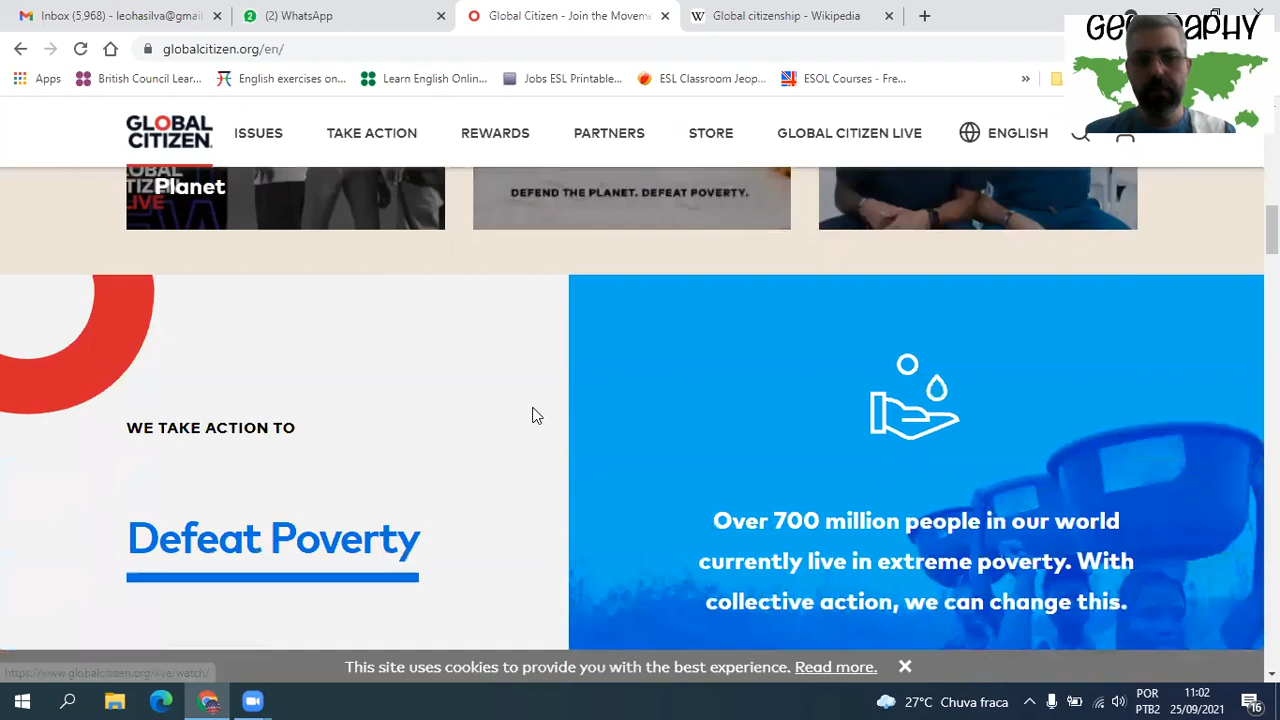 Inbox (5,968) - leohasilva@gmai
(2) WhatsApp
Global Citizen - Join the Movem
Global citizenship - Wikipedia
globalcitizen.org/en/
Apps
British Council Lear...
English exercises on...
Learn English Onlin...
Jobs ESL Printable...
ESL Classroom Jeop...
ESOL Courses - Fre...
»
GLOBAL
CITIZEN.
ISSUES
TAKE ACTION
REWARDS
PARTNERS
STORE
GLOBAL CITIZEN LIVE
ENGLISH
Planet
LIVE
DEFEND THE PLANET. DEFEAT POVERTY.
WE TAKE ACTION TO
Defeat Poverty
Over 700 million people in our world
currently live in extreme poverty. With
collective action, we can change this.
This site uses cookies to provide you with the best experience. Read more.
https://www.globalcitizen.org/live/watch/
27°C Chuva fraca
POR
PTB2
11:02
25/09/2021
16